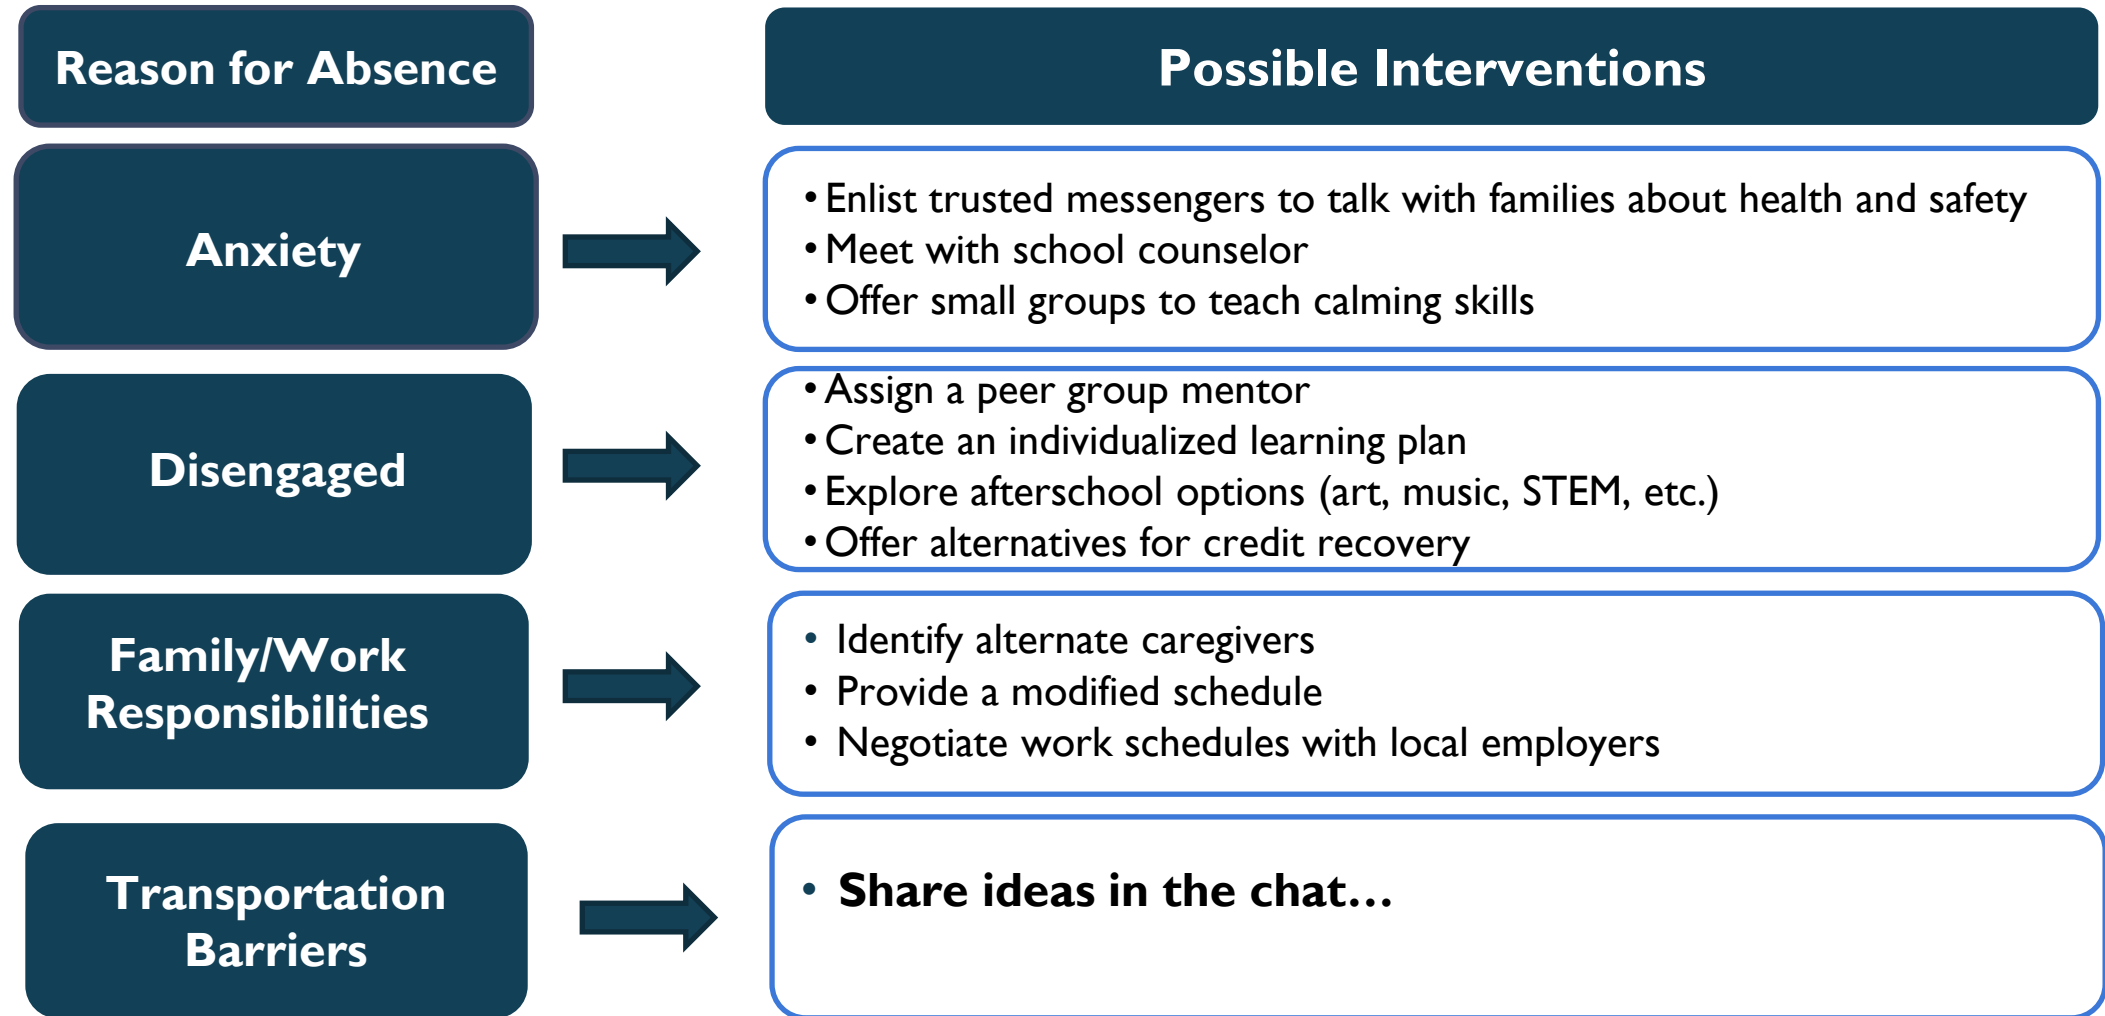 Reason for Absence
Possible Interventions
Anxiety
• Enlist trusted messengers to talk with families about health and safety
• Meet with school counselor
• Offer small groups to teach calming skills
Disengaged
• Assign a peer group mentor
• Create an individualized learning plan
• Explore afterschool options (art, music, STEM, etc.)
• Offer alternatives for credit recovery
Family/Work
Responsibilities
• Identify alternate caregivers
• Provide a modified schedule
• Negotiate work schedules with local employers
Transportation
Barriers
• Share ideas in the chat...